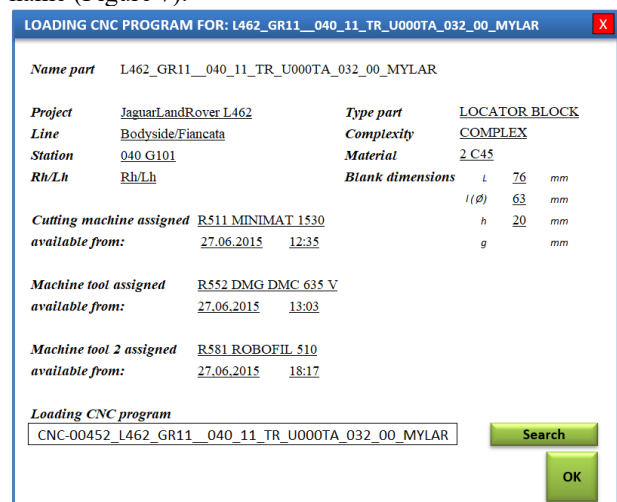 name (Figure 7).
LOADING CNC PROGRAM FOR: L462_GR11__040_11_TR_U000TA_032_00_MYLAR X
Name part L462_GR11__040_11_TR_U000TA_032_00_MYLAR
Project JaguarLandRover L462 Type part LOCATOR BLOCK
Line Bodyside/Fiancata Complexity COMPLEX
Station 040 G101 Material 2 C45
Rh/Lh Rh/Lh Blank dimensions L 76 mm
l (Ø) 63 mm
Cutting machine assigned R511 MINIMAT 1530 h 20 mm
available from: 27.06.2015 12:35 g mm
Machine tool assigned R552 DMG DMC 635 V
available from: 27,06,2015 13:03
Machine tool 2 assigned R581 ROBOFIL 510
available from: 27,06,2015 18:17
Loading CNC program
CNC-00452_L462_GR11__040_11_TR_U000TA_032_00_MYLAR Search
OK